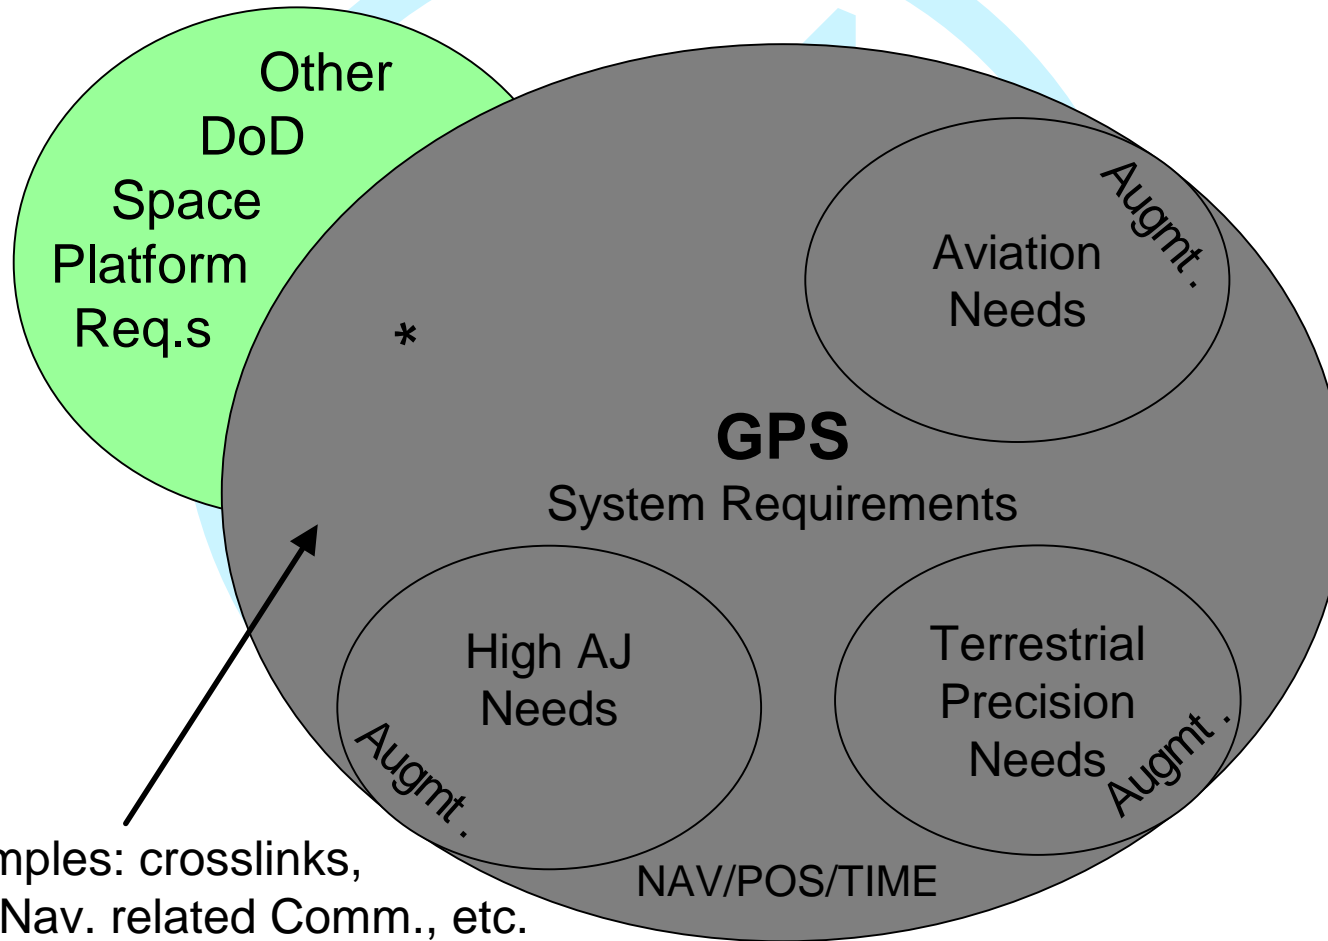 Other
DoD
Space
Platform
Req.s
*
Augmt.
Aviation
Needs
GPS
System Requirements
High AJ
Needs
Augmt.
Terrestrial
Precision
Needs
Augmt.
NAV/POS/TIME
mples: crosslinks,
Nav. related Comm., etc.